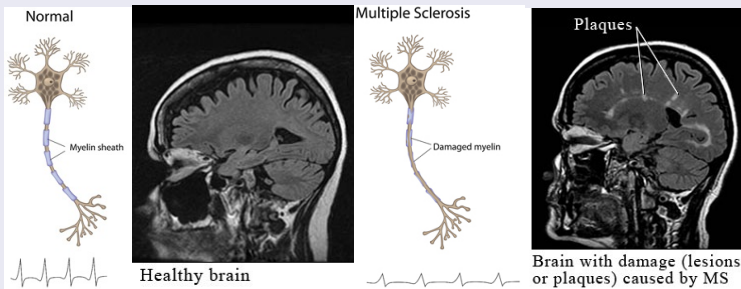 Normal
Myelin sheath
Healthy brain
Multiple Sclerosis
Damaged myelin
Plaques
Brain with damage (lesions
or plaques) caused by MS